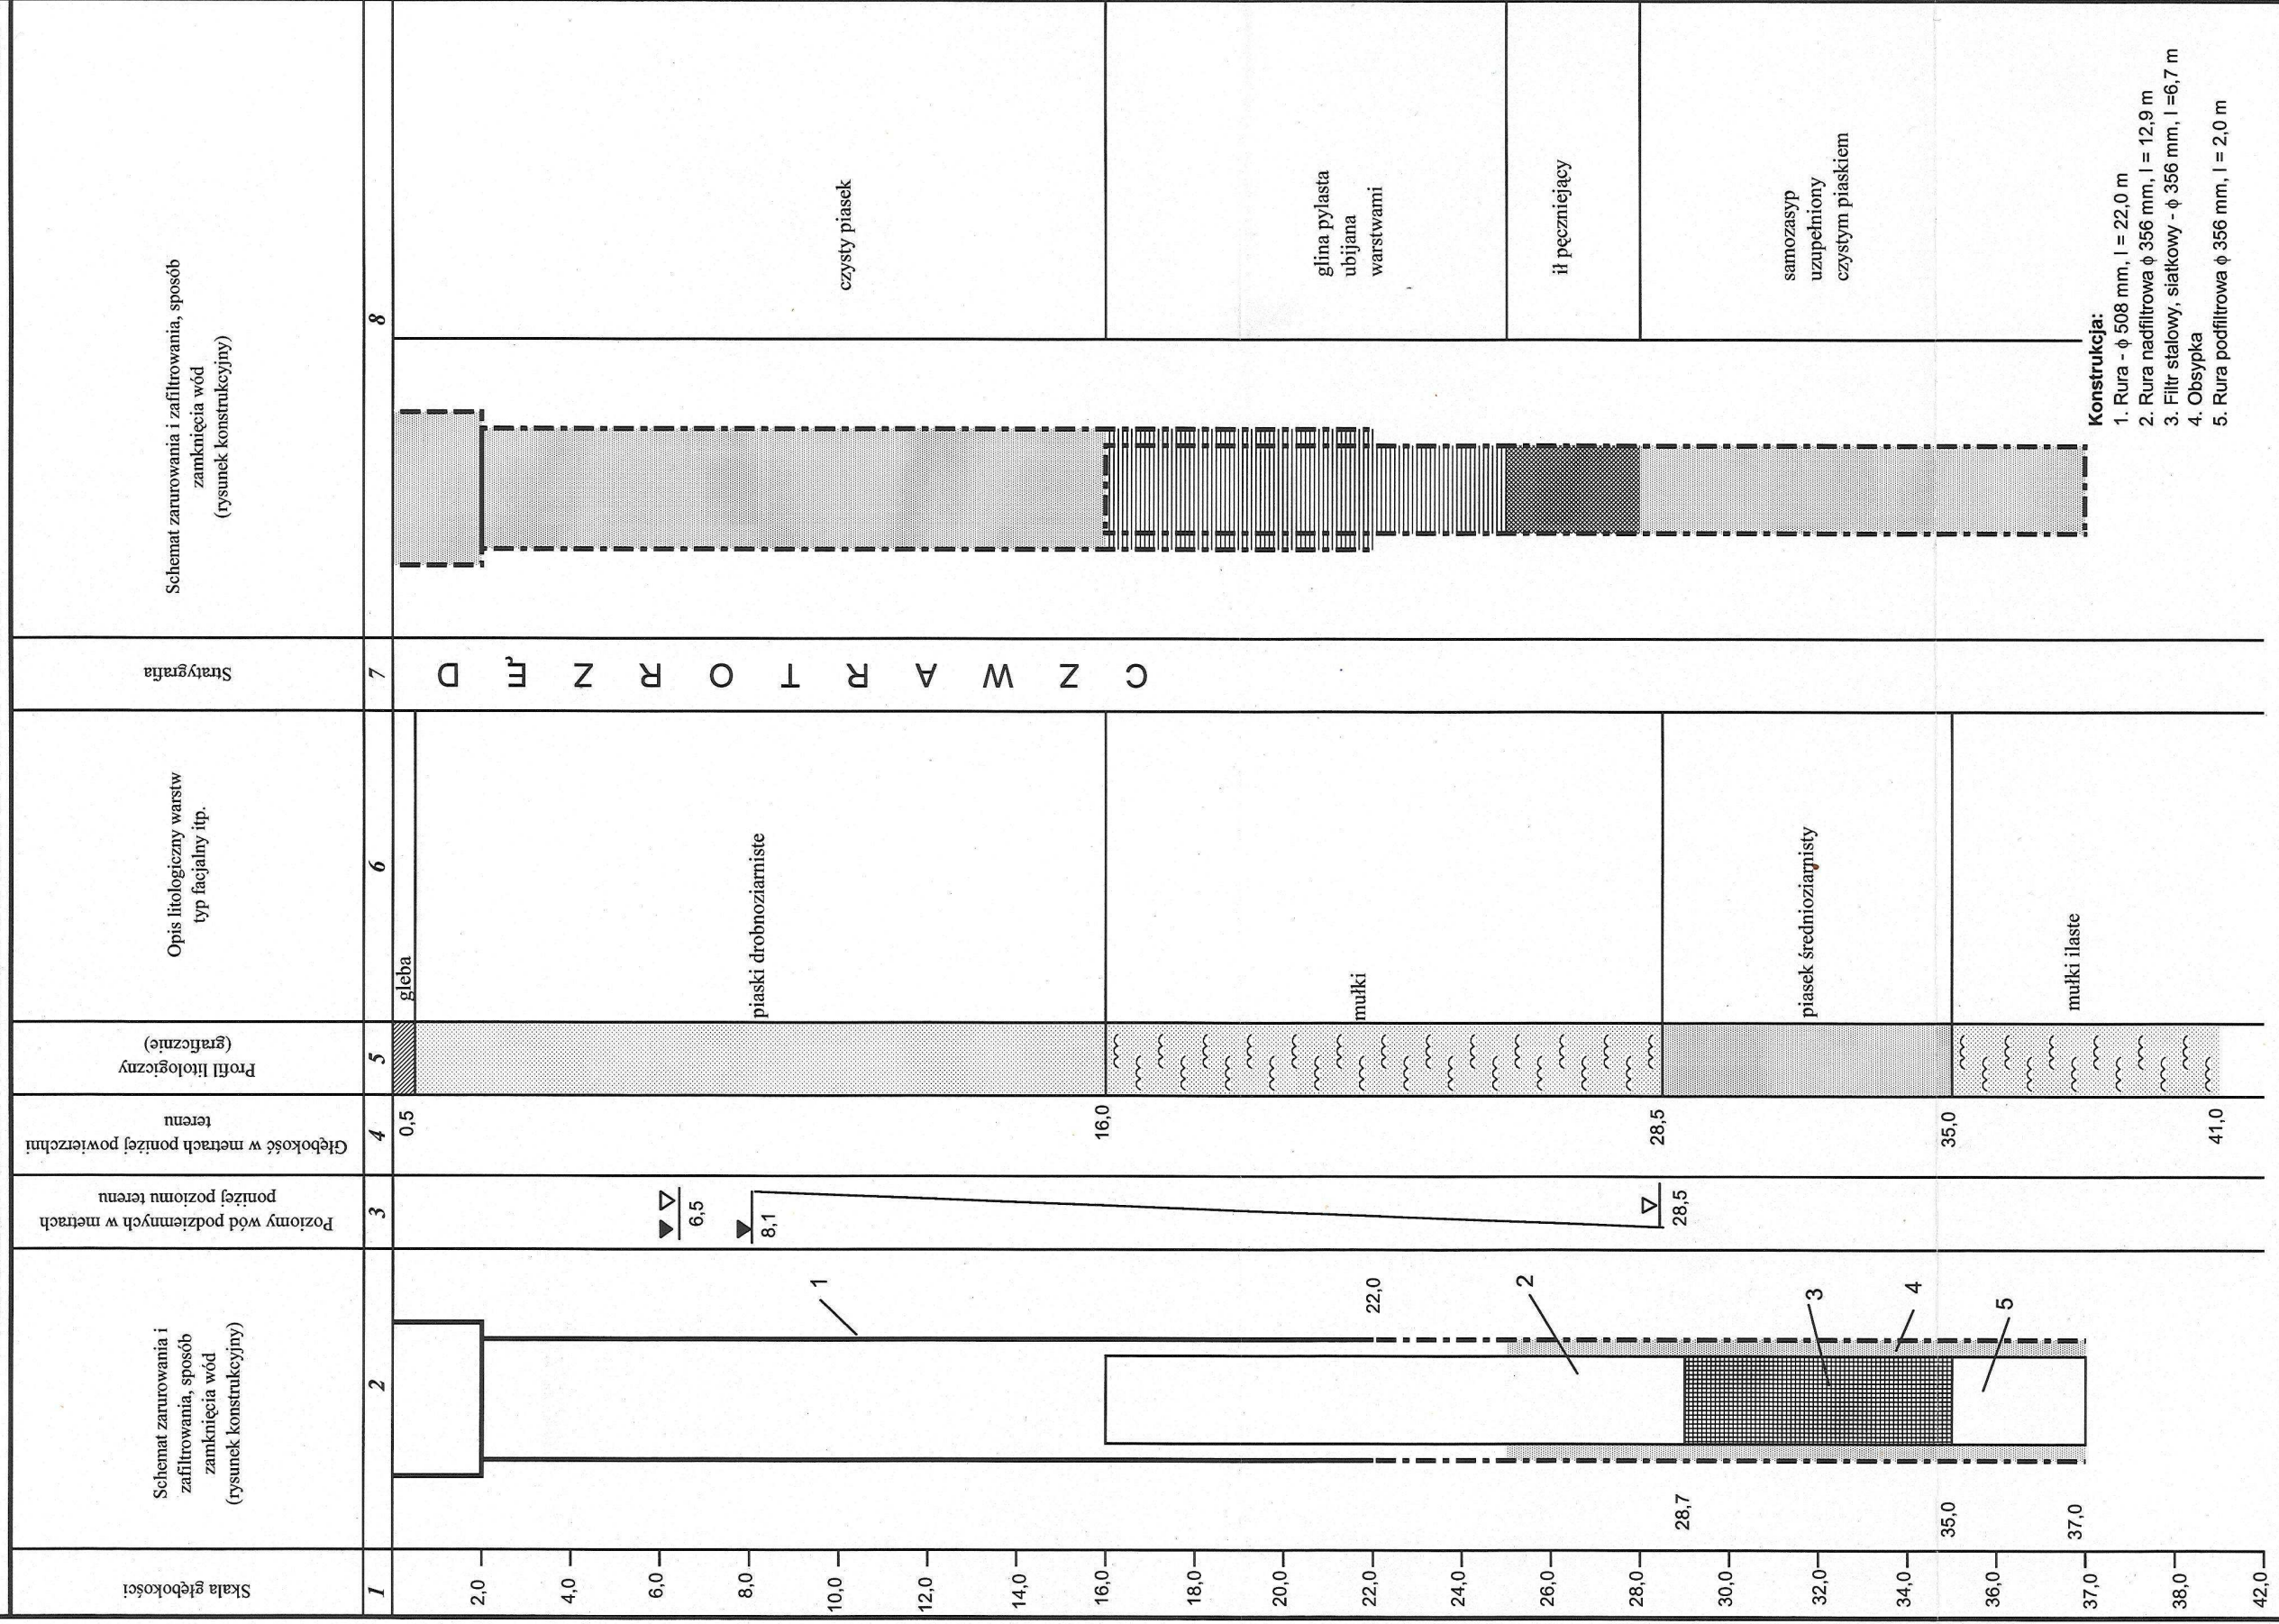 Skala głębokości
Schemat zarurowania i
zafiltrowania, sposób
zamknięcia wód
(rysunek konstrukcyjny)
Poziomy wód podziemnych w metrach
poniżej poziomu terenu
Głębokość w metrach poniżej powierzchni
terenu
Profil litologiczny
(graficznie)
Opis litologiczny warstw
typ facjalny itp.
Stratygrafia
Schemat zarurowania i zafiltrowania, sposób
zamknięcia wód
(rysunek konstrukcyjny)
1
2
3
4
5
6
7
8
2,0
4,0
6,0
8,0
10,0
12,0
14,0
16,0
18,0
20,0
22,0
24,0
26,0
28,0
30,0
32,0
34,0
36,0
37,0
38,0
42,0
1
22,0
2
3
4
5
28,7
35,0
37,0
6,5
8,1
28,5
0,5
16,0
28,5
35,0
41,0
gleba
piaski drobnoziarniste
mułki
piasek średnioziarnisty
mułki ilaste
C Z W A R T O R Z Ę D
czysty piasek
glina pylasta
ubijana
warstwami
ił pęczniejący
samozasyp
uzupełniony
czystym piaskiem
Konstrukcja:
1. Rura - ϕ 508 mm, l = 22,0 m
2. Rura nadfiltrowa ϕ 356 mm, l = 12,9 m
3. Filtr stalowy, siatkowy - ϕ 356 mm, l =6,7 m
4. Obsypka
5. Rura podfiltrowa ϕ 356 mm, l = 2,0 m